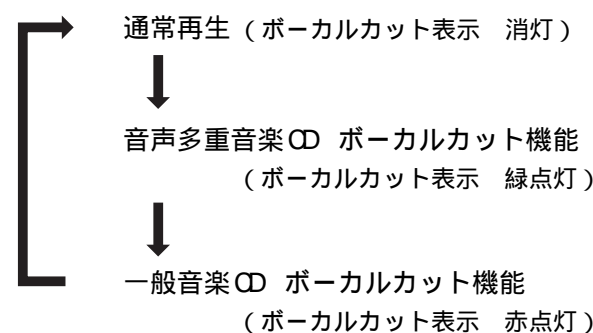 通常再生（ボーカルカット表示　消灯）
音声多重音楽CD　ボーカルカット機能
（ボーカルカット表示　緑点灯）
一般音楽CD　ボーカルカット機能
（ボーカルカット表示　赤点灯）